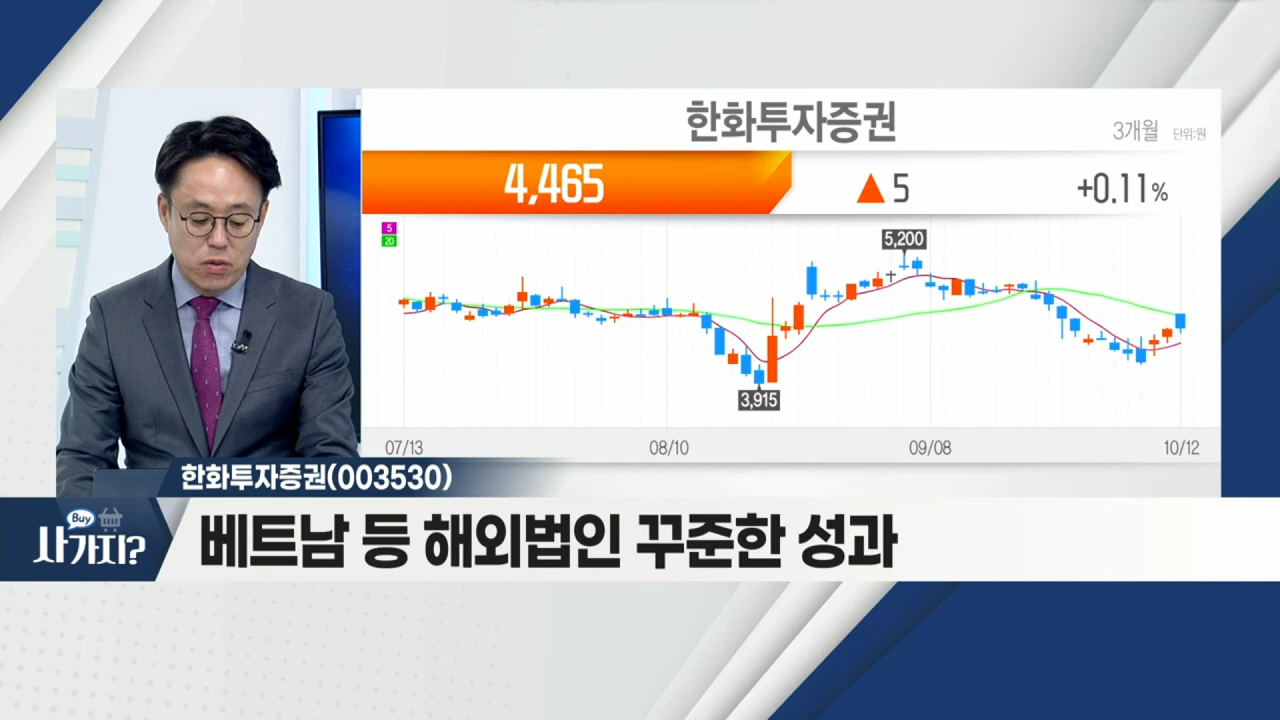 한화투자증권
3개월 단위:원
4,465 ▲5 +0.11%
5
20
5,200
3,915
07/13 08/10 09/08 10/12
한화투자증권(003530)
Buy
사가지?
베트남 등 해외법인 꾸준한 성과